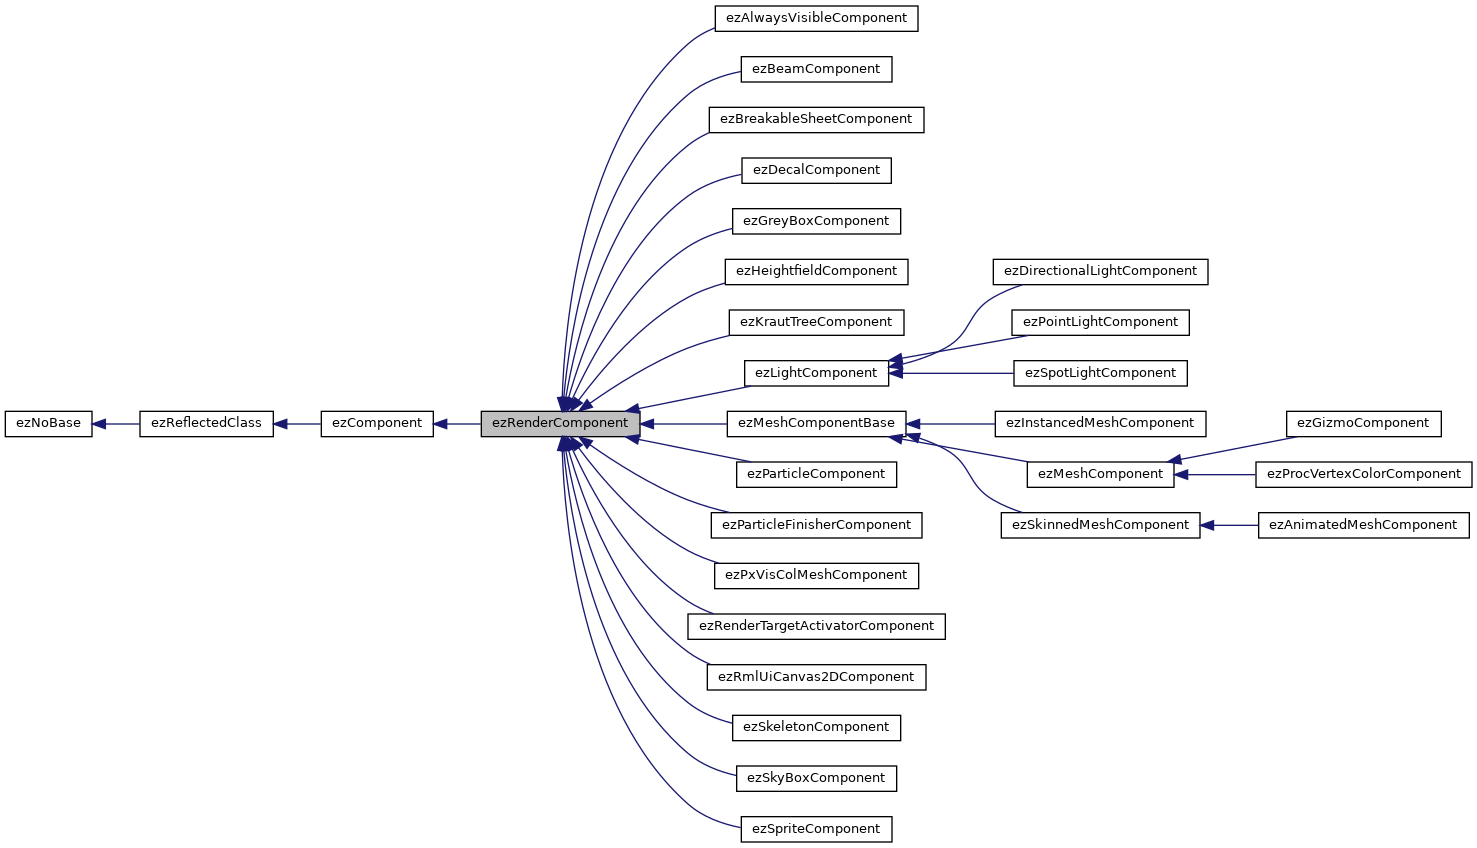 ezAlwaysVisibleComponent
ezBeamComponent
ezBreakableSheetComponent
ezDecalComponent
ezGreyBoxComponent
ezHeightfieldComponent
ezDirectionalLightComponent
ezKrautTreeComponent
ezPointLightComponent
ezLightComponent
ezSpotLightComponent
ezNoBase
ezReflectedClass
ezComponent
ezRenderComponent
ezMeshComponentBase
ezInstancedMeshComponent
ezGizmoComponent
ezParticleComponent
ezMeshComponent
ezProcVertexColorComponent
ezParticleFinisherComponent
ezSkinnedMeshComponent
ezAnimatedMeshComponent
ezPxVisColMeshComponent
ezRenderTargetActivatorComponent
ezRmlUiCanvas2DComponent
ezSkeletonComponent
ezSkyBoxComponent
ezSpriteComponent